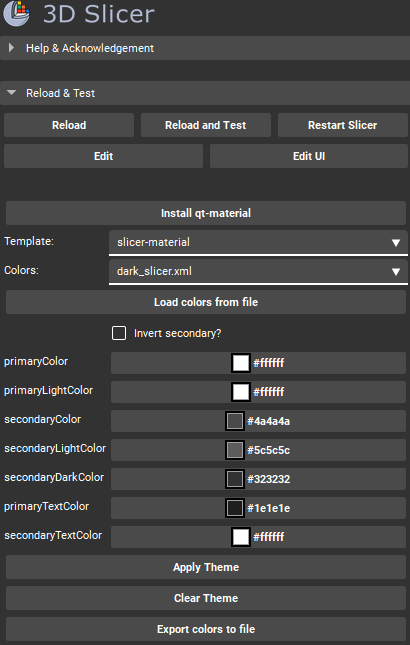 3D Slicer
Help & Acknowledgement
Reload & Test
Reload Reload and Test Restart Slicer
Edit Edit UI
Install qt-material
Template: slicer-material
Colors: dark_slicer.xml
Load colors from file
Invert secondary?
primaryColor #ffffff
primaryLightColor #ffffff
secondaryColor #4a4a4a
secondaryLightColor #5c5c5c
secondaryDarkColor #323232
primaryTextColor #1e1e1e
secondaryTextColor #ffffff
Apply Theme
Clear Theme
Export colors to file